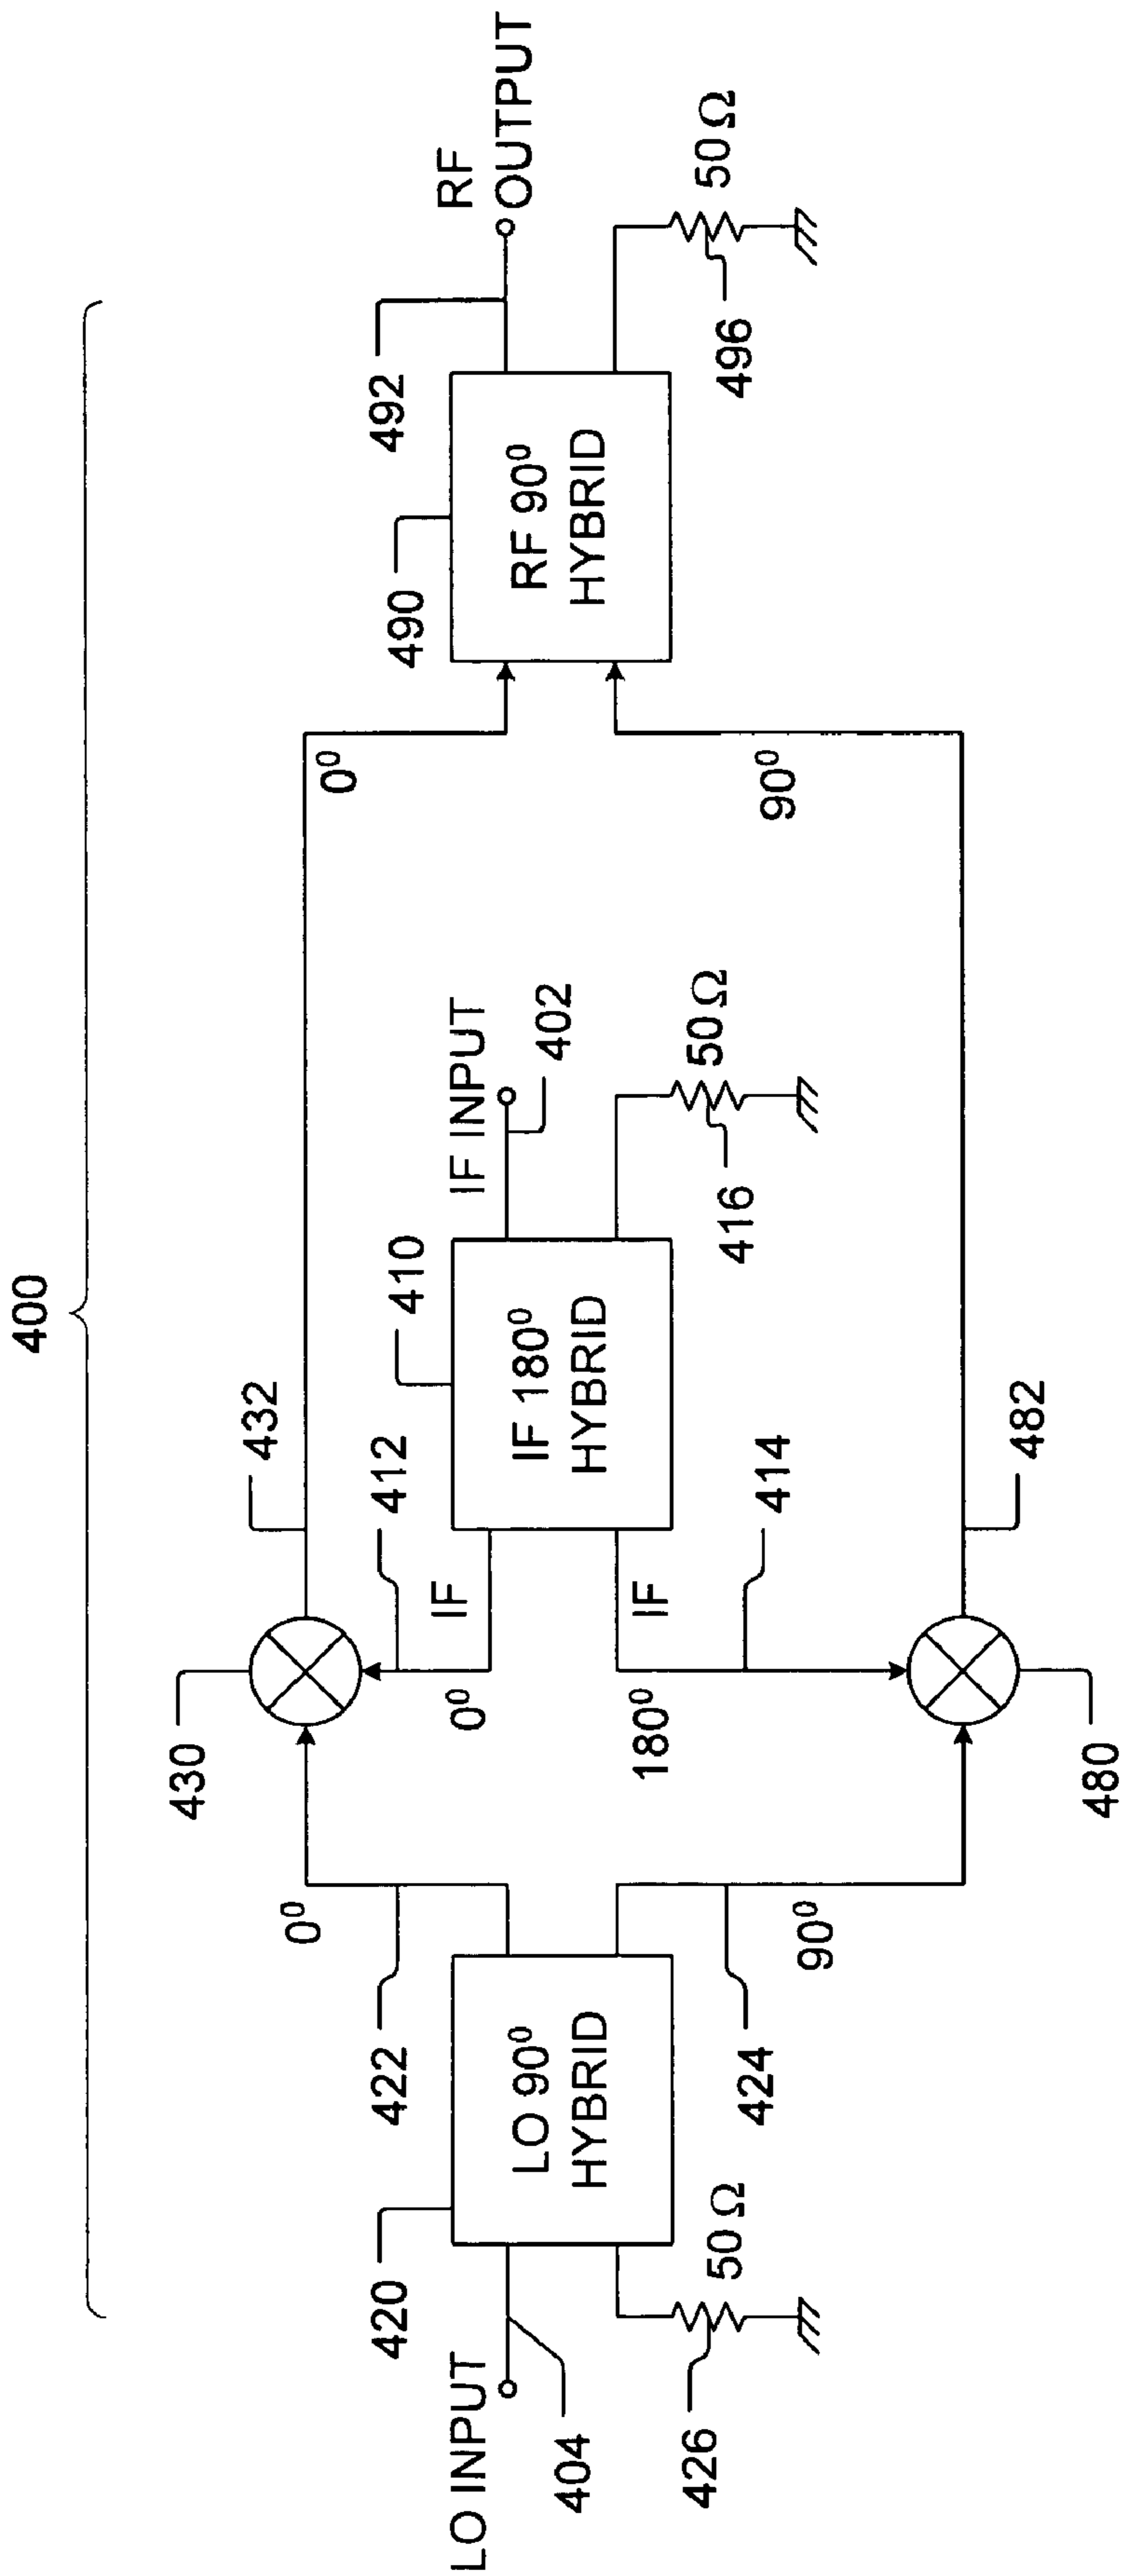 400
430
432
0⁰
0⁰
422
412
410
490
492
RF
OUTPUT
420
LO INPUT
404
LO 90⁰
HYBRID
IF
0⁰
IF 180⁰
HYBRID
IF INPUT
402
RF 90⁰
HYBRID
50 Ω
426
424
90⁰
180⁰
IF
414
416
50 Ω
90⁰
496
50 Ω
480
482